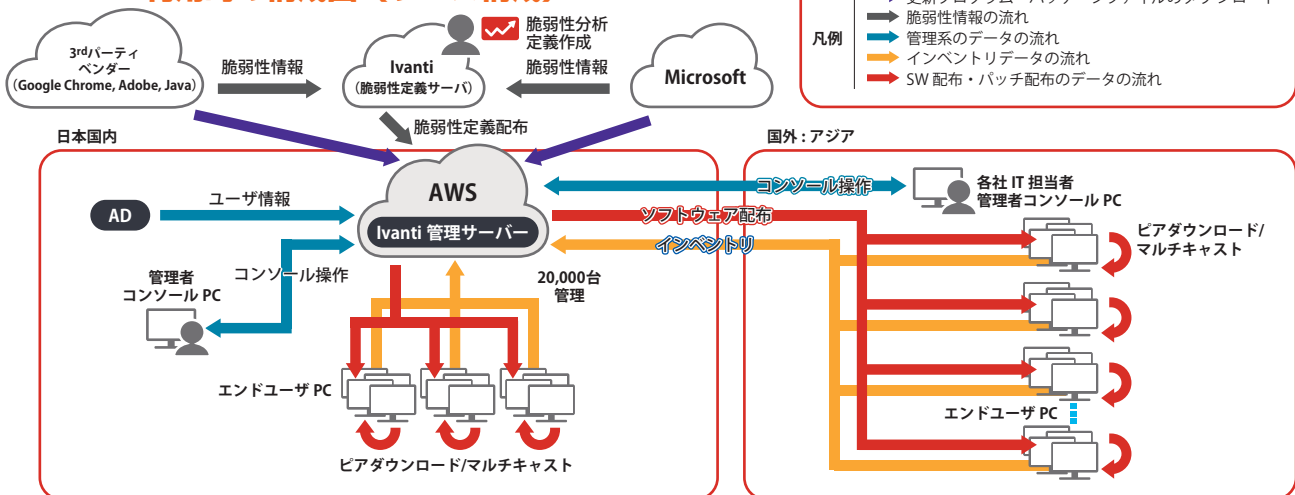 更新プログラム・パッチ
脆弱性情報の流れ
凡例
管理系のデータの流れ
インベントリデータの流れ
SW 配布・パッチ配布のデータの流れ
3rdパーティ
ベンダー
(Google Chrome, Adobe, Java)
脆弱性情報
Ivanti
(脆弱性定義サーバ)
脆弱性分析
定義作成
脆弱性情報
Microsoft
脆弱性定義配布
日本国内
国外 : アジア
AWS
Ivanti 管理サーバー
AD
ユーザ情報
コンソール操作
管理者
コンソール PC
20,000台
管理
エンドユーザ PC
ピアダウンロード/マルチキャスト
コンソール操作
ソフトウェア配布
インベントリ
各社 IT 担当者
管理者コンソール PC
ピアダウンロード/
マルチキャスト
エンドユーザ PC